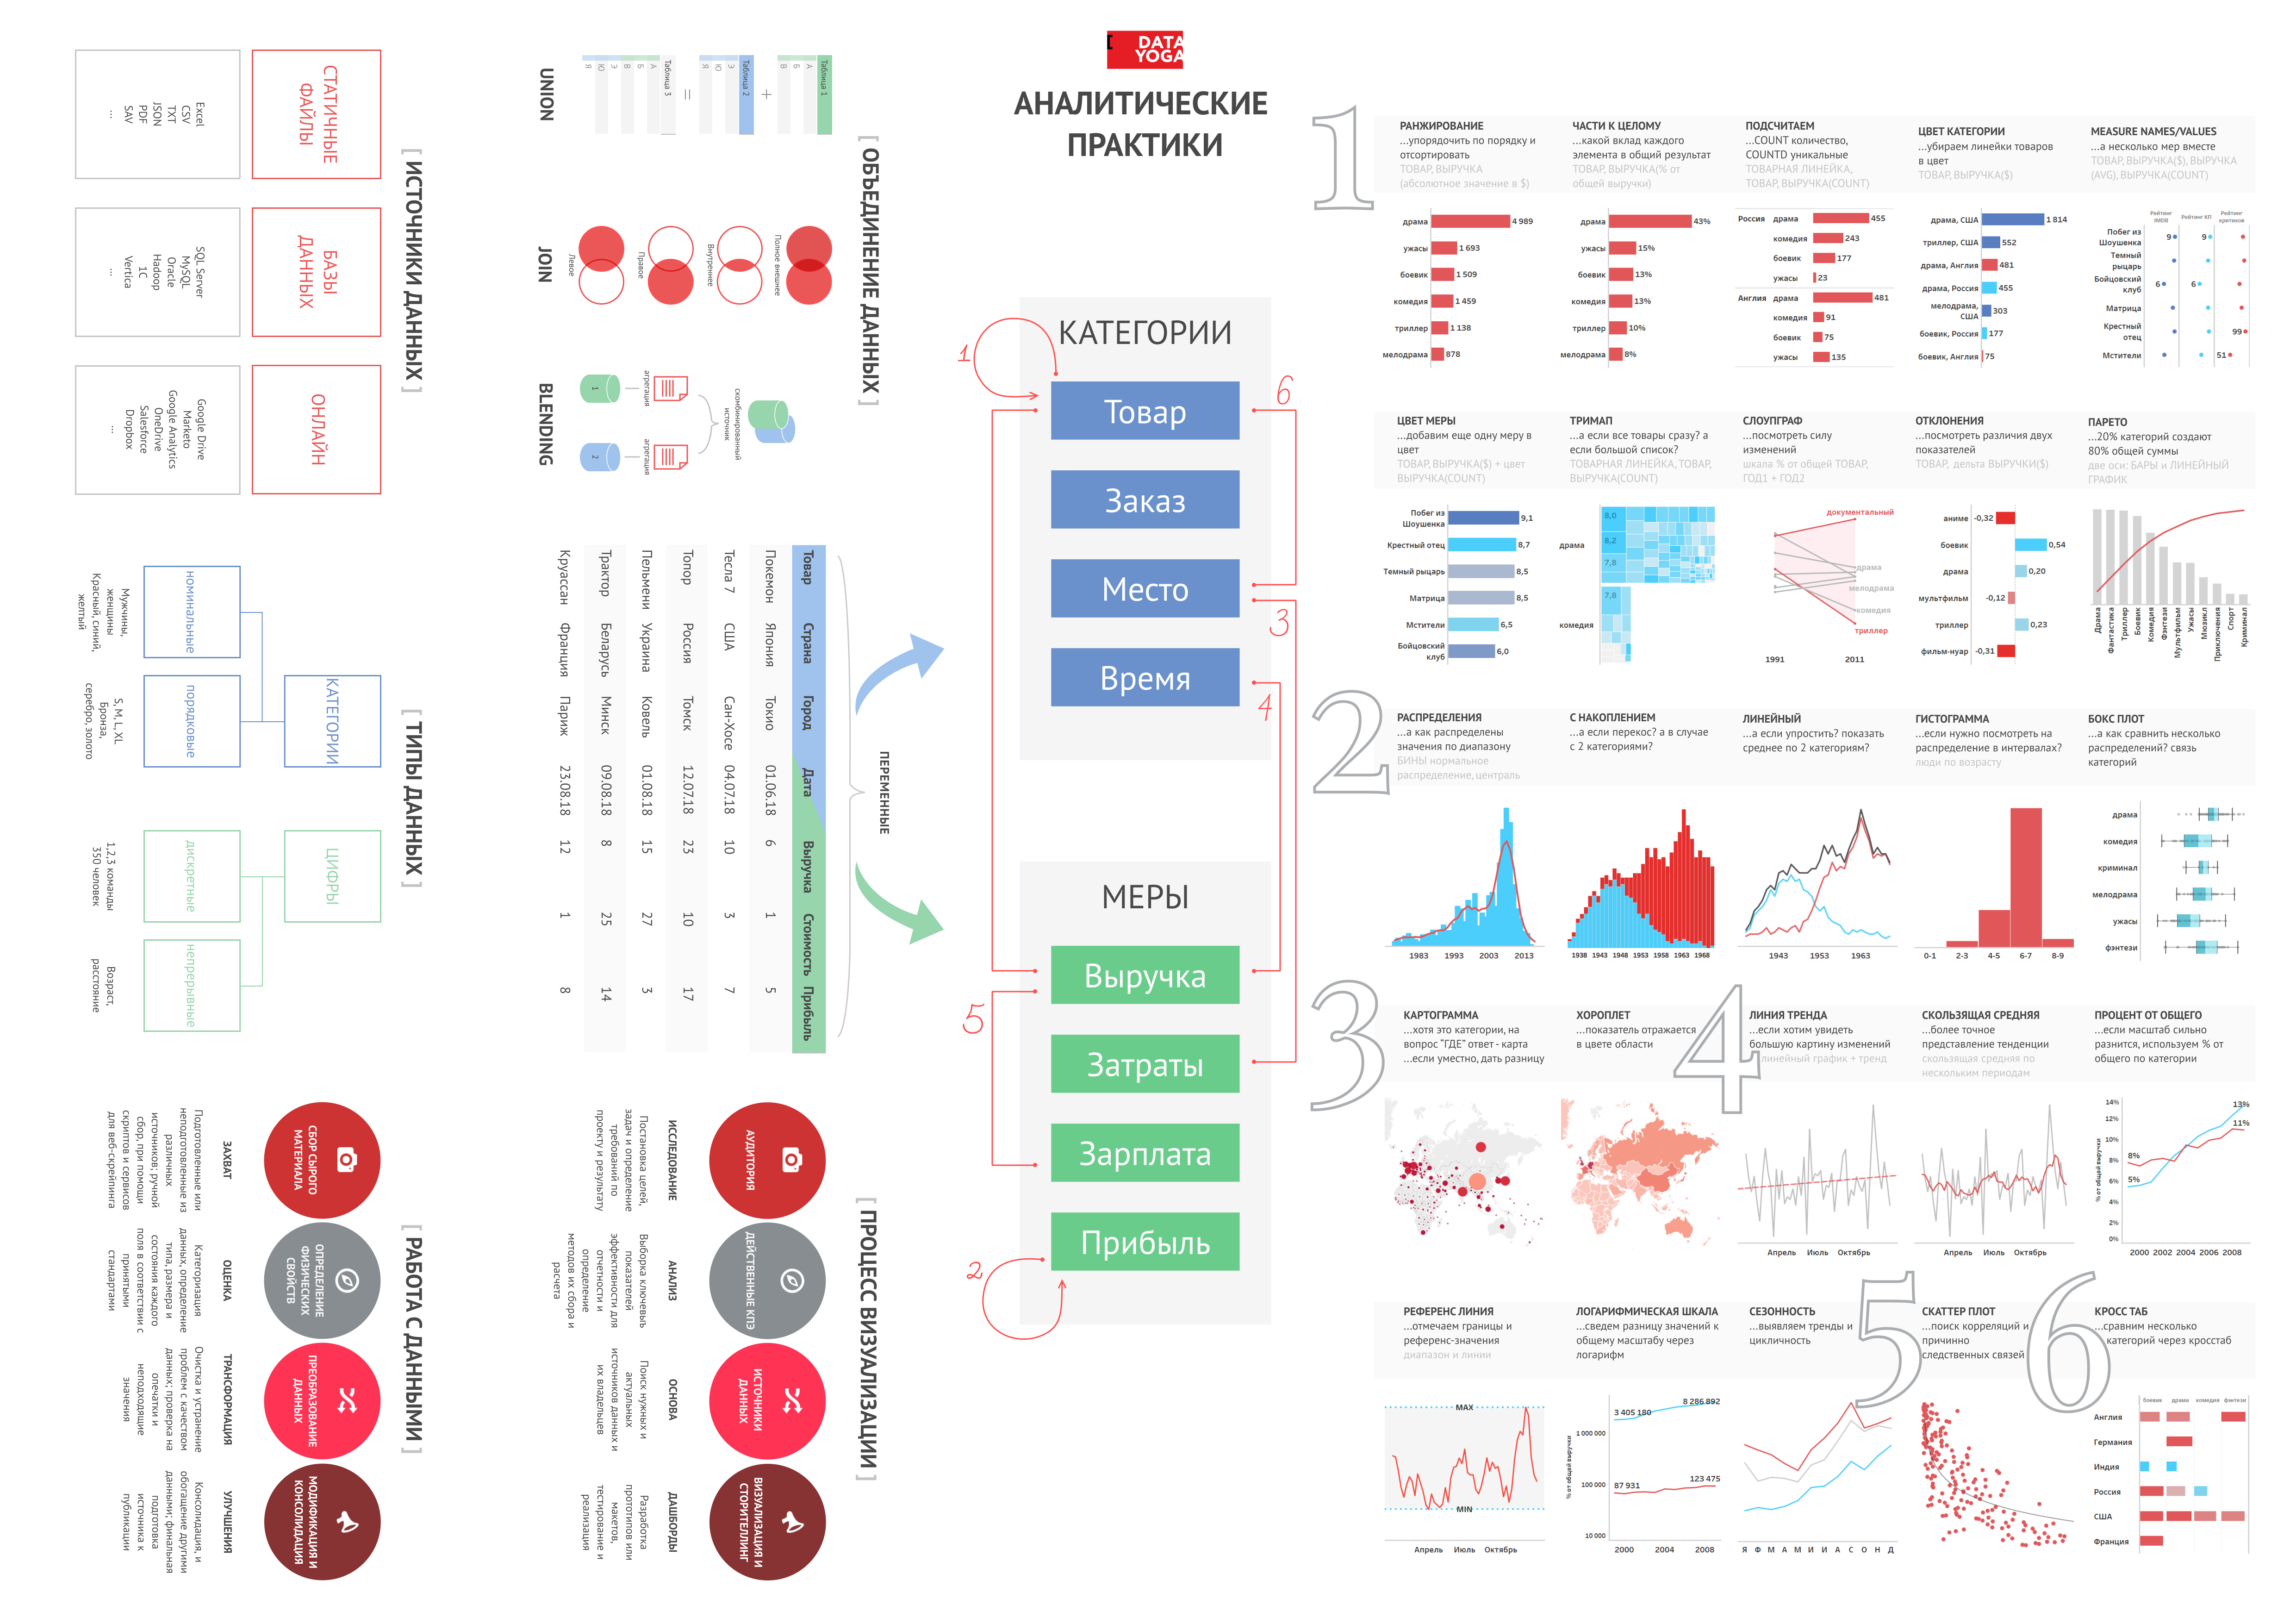 DATA
YOGA
АНАЛИТИЧЕСКИЕ
ПРАКТИКИ
[ ИСТОЧНИКИ ДАННЫХ ]
СТАТИЧНЫЕ
ФАЙЛЫ
Excel
CSV
TXT
JSON
PDF
SAV
...
БАЗЫ
ДАННЫХ
SQL Server
MySQL
Oracle
Hadoop
1C
Vertica
...
ОНЛАЙН
Google Drive
Marketo
Google Analytics
OneDrive
Salesforce
Dropbox
...
[ ТИПЫ ДАННЫХ ]
КАТЕГОРИИ
номинальные
Мужчины,
женщины
Красный, синий,
желтый
порядковые
S, M, L, XL
Бронза,
серебро, золото
ЦИФРЫ
дискретные
1,2,3 команды
350 человек
непрерывные
Возраст,
расстояние
[ РАБОТА С ДАННЫМИ ]
СБОР СЫРОГО
МАТЕРИАЛА
ЗАХВАТ
Подготовленные или
неподготовленные из
различных
источников; ручной
сбор, при помощи
скриптов и сервисов
для веб-скрейпинга
ОПРЕДЕЛЕНИЕ
ФИЗИЧЕСКИХ
СВОЙСТВ
ОЦЕНКА
Категоризация
данных, определение
типа, размера и
состояния каждого
поля в соответствии с
принятыми
стандартами
ПРЕОБРАЗОВАНИЕ
ДАННЫХ
ТРАНСФОРМАЦИЯ
Очистка и устранение
проблем с качеством
данных; проверка на
опечатки и
неподходящие
значения
МОДИФИКАЦИЯ И
КОНСОЛИДАЦИЯ
УЛУЧШЕНИЯ
Консолидация, и
обогащение другими
данными; финальная
подготовка
источника к
публикации
[ ОБЪЕДИНЕНИЕ ДАННЫХ ]
Таблица 1
А
Б
В
+
Таблица 2
Э
Ю
Я
=
Таблица 3
А
Б
В
Э
Ю
Я
UNION
Полное внешнее
Внутреннее
Правое
Левое
JOIN
скомбинированный
источник
агрегация
агрегация
1
2
BLENDING
ПЕРЕМЕННЫЕ
Товар Страна Город Дата Выручка Стоимость Прибыль
Покемон Япония Токио 01.06.18 6 1 5
Тесла 7 США Сан-Хосе 04.07.18 10 3 7
Топор Россия Томск 12.07.18 23 10 17
Пельмени Украина Ковель 01.08.18 15 27 3
Трактор Беларусь Минск 09.08.18 8 25 14
Круассан Франция Париж 23.08.18 12 1 8
[ ПРОЦЕСС ВИЗУАЛИЗАЦИИ ]
АУДИТОРИЯ
ИССЛЕДОВАНИЕ
Постановка целей,
задач и определение
требований по
проекту и результату
ДЕЙСТВЕННЫЕ КПЭ
АНАЛИЗ
Выборка ключевыъ
показателей
эффективности для
отчетности и
определение
методов их сбора и
расчета
ИСТОЧНИКИ
ДАННЫХ
ОСНОВА
Поиск нужных и
актуальных
источников данных и
их владельцев
ВИЗУАЛИЗАЦИЯ И
СТОРИТЕЛЛИНГ
ДАШБОРДЫ
Разработка
прототипов или
макетов,
тестирование и
реализация
КАТЕГОРИИ
Товар
Заказ
Место
Время
МЕРЫ
Выручка
Затраты
Зарплата
Прибыль
1
6
3
4
5
2
1
РАНЖИРОВАНИЕ
...упорядочить по порядку и
отсортировать
ТОВАР, ВЫРУЧКА
(абсолютное значение в $)
драма 4 989
ужасы 1 693
боевик 1 509
комедия 1 459
триллер 1 138
мелодрама 878
ЧАСТИ К ЦЕЛОМУ
...какой вклад каждого
элемента в общий результат
ТОВАР, ВЫРУЧКА(% от
общей выручки)
драма 43%
ужасы 15%
боевик 13%
комедия 13%
триллер 10%
мелодрама 8%
ПОДСЧИТАЕМ
...COUNT количество,
COUNTD уникальные
ТОВАРНАЯ ЛИНЕЙКА,
ТОВАР, ВЫРУЧКА(COUNT)
Россия драма 455
комедия 243
боевик 177
ужасы 23
Англия драма 481
комедия 91
боевик 75
ужасы 135
ЦВЕТ КАТЕГОРИИ
...убираем линейки товаров
в цвет
ТОВАР, ВЫРУЧКА($)
драма, США 1 814
триллер, США 552
драма, Англия 481
драма, Россия 455
мелодрама,
США 303
боевик, Россия 177
боевик, Англия 75
MEASURE NAMES/VALUES
...а несколько мер вместе
ТОВАР, ВЫРУЧКА($), ВЫРУЧКА
(AVG), ВЫРУЧКА(COUNT)
Рейтинг
IMDB
Рейтинг КП
Рейтинг
критиков
Побег из
Шоушенка 9 9
Темный
рыцарь
Бойцовский
клуб 6 6
Матрица
Крестный
отец 99
Мстители 51
ЦВЕТ МЕРЫ
...добавим еще одну меру в
цвет
ТОВАР, ВЫРУЧКА($) + цвет
ВЫРУЧКА(COUNT)
Побег из
Шоушенка 9,1
Крестный отец 8,7
Темный рыцарь 8,5
Матрица 8,5
Мстители 6,5
Бойцовский
клуб 6,0
ТРИМАП
...а если все товары сразу? а
если большой список?
ТОВАРНАЯ ЛИНЕЙКА, ТОВАР,
ВЫРУЧКА(COUNT)
8,0
8,2
драма
7,8
7,8
комедия
СЛОУПГРАФ
...посмотреть силу
изменений
шкала % от общей ТОВАР,
ГОД1 + ГОД2
документальный
драма
мелодрама
комедия
триллер
1991 2011
ОТКЛОНЕНИЯ
...посмотреть различия двух
показателей
ТОВАР, дельта ВЫРУЧКИ($)
аниме -0,32
боевик 0,54
драма 0,20
мультфильм -0,12
триллер 0,23
фильм-нуар -0,31
ПАРЕТО
...20% категорий создают
80% общей суммы
две оси: БАРЫ и ЛИНЕЙНЫЙ
ГРАФИК
Драма
Фантастика
Триллер
Боевик
Комедия
Фэнтези
Мультфильм
Ужасы
Мюзикл
Приключения
Спорт
Криминал
2
РАСПРЕДЕЛЕНИЯ
...а как распределены
значения по диапазону
БИНЫ нормальное
распределение, централь
1983 1993 2003 2013
С НАКОПЛЕНИЕМ
...а если перекос? а в случае
с 2 категориями?
1938 1943 1948 1953 1958 1963 1968
ЛИНЕЙНЫЙ
...а если упростить? показать
среднее по 2 категориям?
1943 1953 1963
ГИСТОГРАММА
...если нужно посмотреть на
распределение в интервалах?
люди по возрасту
0-1 2-3 4-5 6-7 8-9
БОКС ПЛОТ
...а как сравнить несколько
распределений? связь
категорий
драма
комедия
криминал
мелодрама
ужасы
фэнтези
3
КАРТОГРАММА
...хотя это категории, на
вопрос "ГДЕ" ответ - карта
...если уместно, дать разницу
ХОРОПЛЕТ
...показатель отражается
в цвете области
4
ЛИНИЯ ТРЕНДА
...если хотим увидеть
большую картину изменений
линейный график + тренд
Апрель Июль Октябрь
СКОЛЬЗЯЩАЯ СРЕДНЯЯ
...более точное
представление тенденции
скользящая средняя по
нескольким периодам
Апрель Июль Октябрь
ПРОЦЕНТ ОТ ОБЩЕГО
...если масштаб сильно
разнится, используем % от
общего по категории
% от общей выручки
14%
12%
10%
8%
6%
4%
2%
0%
8%
5%
13%
11%
2000 2002 2004 2006 2008
РЕФЕРЕНС ЛИНИЯ
...отмечаем границы и
референс-значения
диапазон и линии
MAX
MIN
Апрель Июль Октябрь
ЛОГАРИФМИЧЕСКАЯ ШКАЛА
...сведем разницу значений к
общему масштабу через
логарифм
% от общей выручки
1 000 000
100 000
10 000
3 405 180
8 286 892
87 931
123 475
2000 2004 2008
СЕЗОННОСТЬ
...выявляем тренды и
цикличность
Я Ф М А М И И А С О Н Д
5
СКАТТЕР ПЛОТ
...поиск корреляций и
причинно
следственных связей
6
КРОСС ТАБ
...сравним несколько
категорий через кросстаб
боевик драма комедия фэнтези
Англия
Германия
Индия
Россия
США
Франция